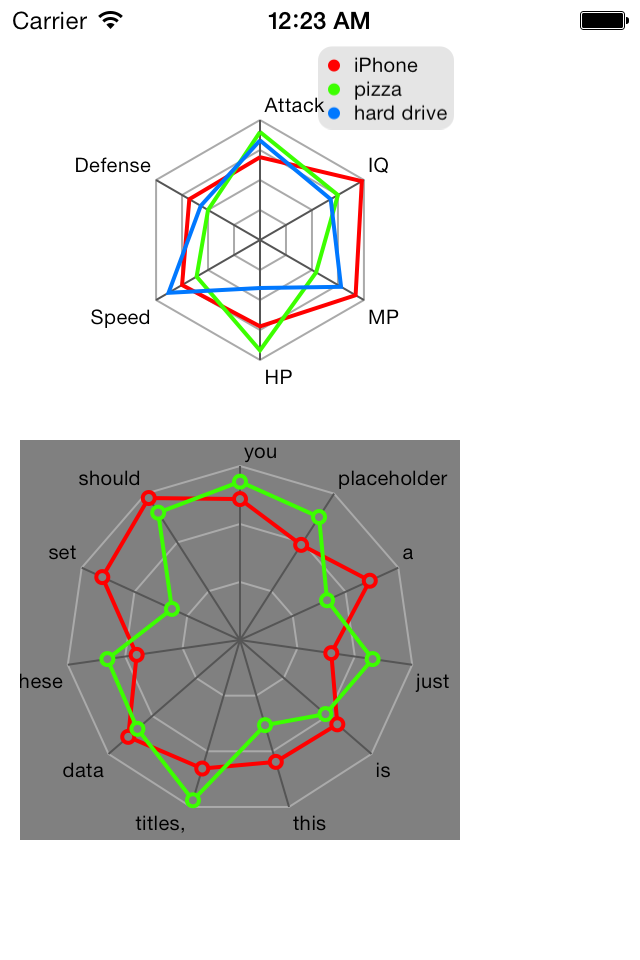 Carrier 12:23 AM
iPhone
pizza
hard drive
Attack
Defense
IQ
Speed
MP
HP
you
should
placeholder
set
a
hese
just
data
is
titles,
this